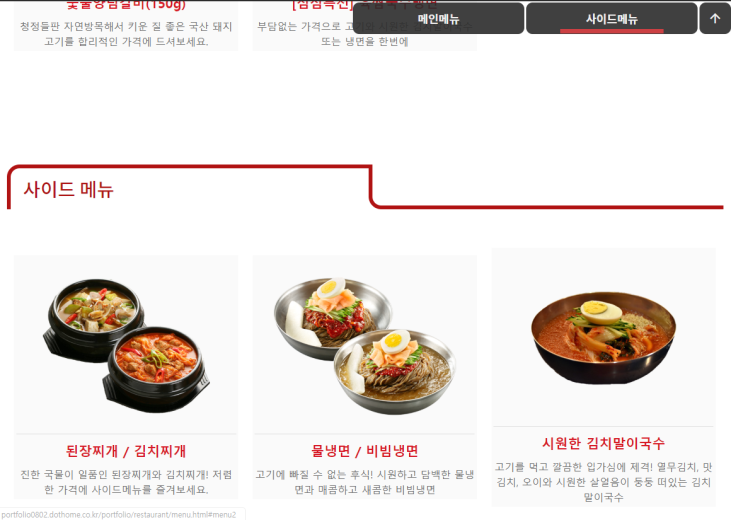 꽃불양념갈비(150g)
청정들판 자연방목해서 키운 질 좋은 국산 돼지
고기를 합리적인 가격에 드셔보세요.
부담없는 가격으로 고기와
또는 냉면을 한번에
메인메뉴
사이드메뉴
사이드 메뉴
된장찌개 / 김치찌개
진한 국물이 일품인 된장찌개와 김치찌개! 저렴
한 가격에 사이드메뉴를 즐겨보세요.
물냉면 / 비빔냉면
고기에 빠질 수 없는 후식! 시원하고 담백한 물냉
면과 매콤하고 새콤한 비빔냉면
시원한 김치말이국수
고기를 먹고 깔끔한 입가심에 제격! 열무김치, 맛
김치, 오이와 시원한 살얼음이 둥둥 떠있는 김치
말이국수
portfolio0802.dothome.co.kr/portfolio/restaurant/menu.html#menu2